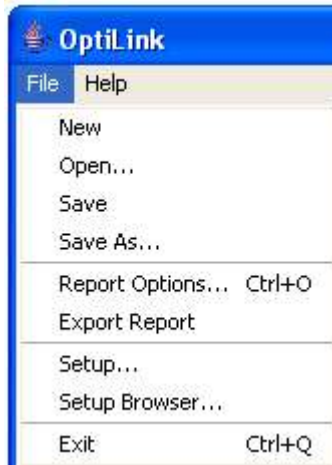 OptiLink
File Help
New
Open...
Save
Save As...
Report Options... Ctrl+O
Export Report
Setup...
Setup Browser...
Exit Ctrl+Q